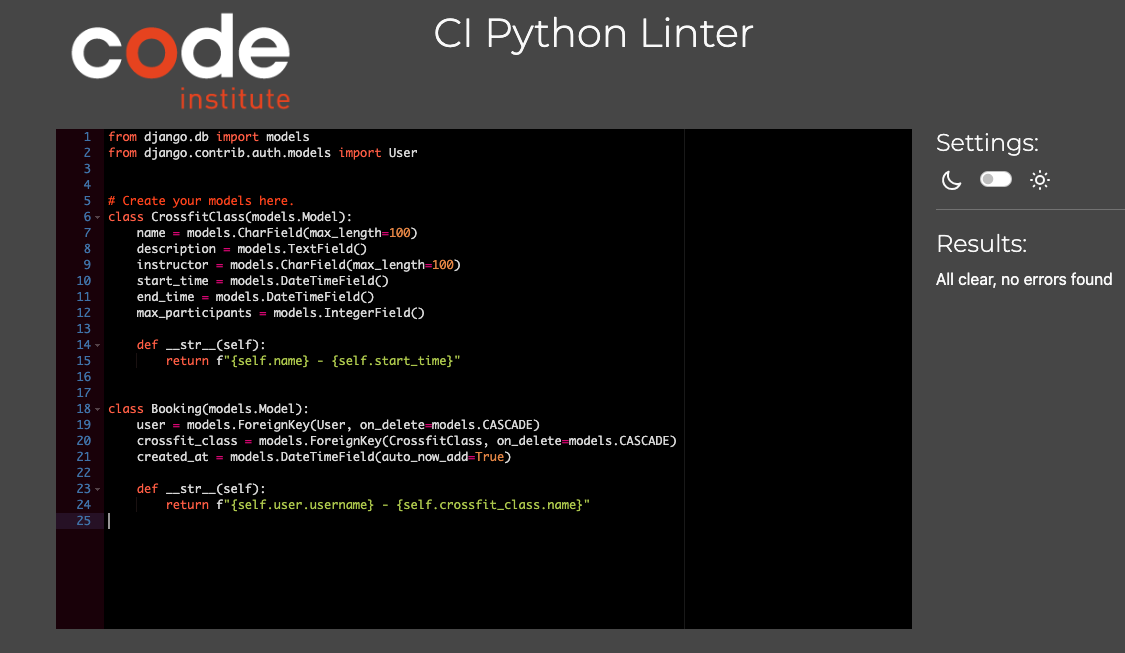 code
institute
CI Python Linter
1 from django.db import models
2 from django.contrib.auth.models import User
3
4
5 # Create your models here.
6 class CrossfitClass(models.Model):
7     name = models.CharField(max_length=100)
8     description = models.TextField()
9     instructor = models.CharField(max_length=100)
10     start_time = models.DateTimeField()
11     end_time = models.DateTimeField()
12     max_participants = models.IntegerField()
13
14     def __str__(self):
15         return f"{self.name} - {self.start_time}"
16
17
18 class Booking(models.Model):
19     user = models.ForeignKey(User, on_delete=models.CASCADE)
20     crossfit_class = models.ForeignKey(CrossfitClass, on_delete=models.CASCADE)
21     created_at = models.DateTimeField(auto_now_add=True)
22
23     def __str__(self):
24         return f"{self.user.username} - {self.crossfit_class.name}"
25
Settings:
Results:
All clear, no errors found